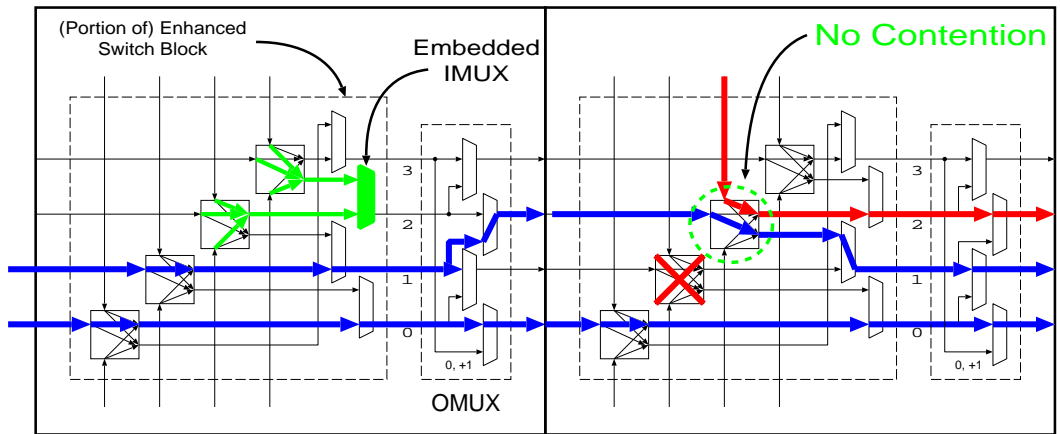 (Portion of) Enhanced
Switch Block
Embedded
IMUX
No Contention
3
2
1
0
0, +1
OMUX
3
2
1
0
0, +1